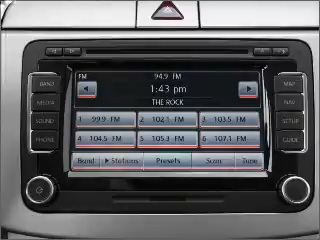 FM 94.9 FM
1:43 pm
THE ROCK
BAND MAP
MEDIA NAV
SOUND SETUP
PHONE GUIDE
1 99.9 FM 2 102.1 FM 3 103.5 FM
4 104.5 FM 5 105.3 FM 6 107.1 FM
Band Stations Presets Scan Tune